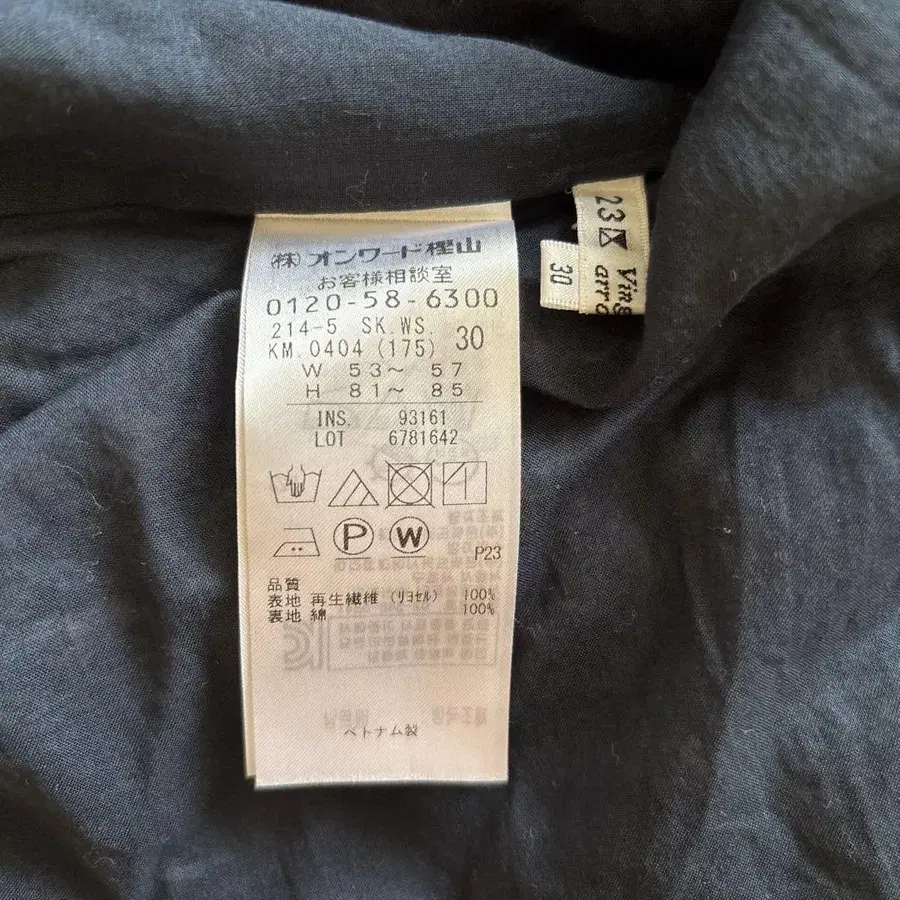 (株)オンワード樫山
お客様相談室
0120-58-6300
214-5 SK.WS.
KM.0404 (175) 30
W 53～ 57
H 81～ 85
INS. 93161
LOT 6781642
P
W
P23
品質
表地 再生繊維 (リヨセル) 100%
裏地 綿 100%
ベトナム製
23
30